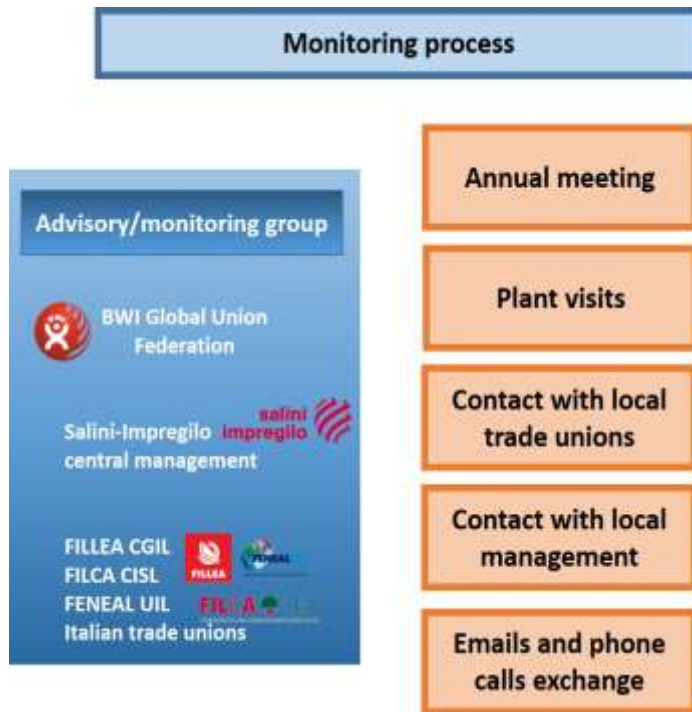 Monitoring process
Advisory/monitoring group
BWI Global Union
Federation
Salini-Impregilo
central management
salini
impregilo
FILLEA CGIL
FILCA CISL
FENEAL UIL
Italian trade unions
FILLEA
FENEAL
FILCA
Annual meeting
Plant visits
Contact with local
trade unions
Contact with local
management
Emails and phone
calls exchange